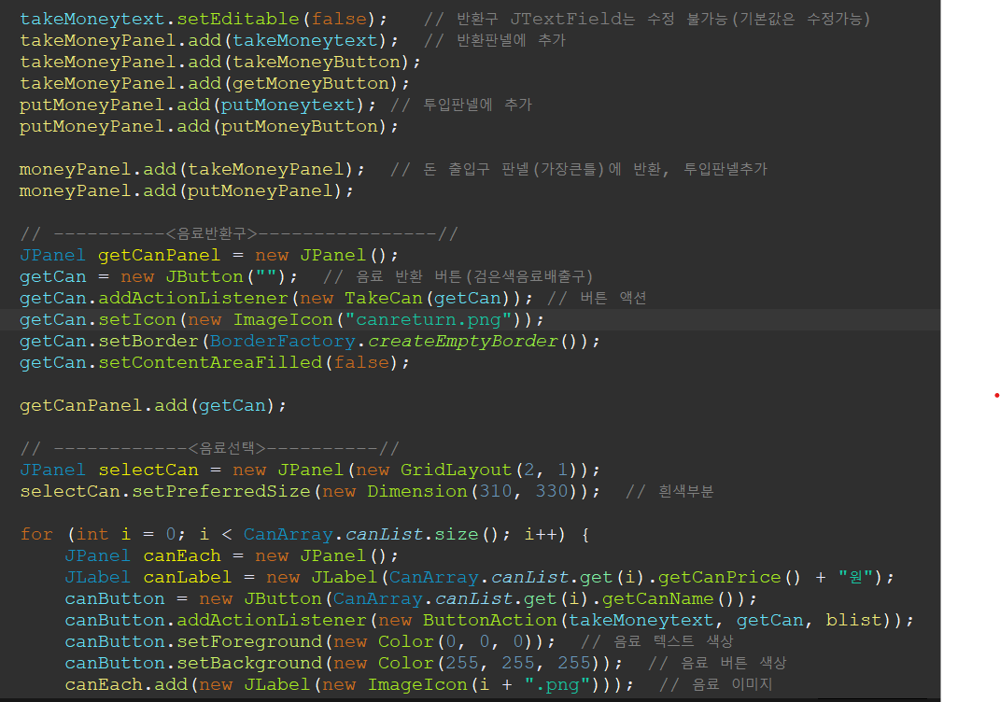 takeMoneytext.setEditable(false);   // 반환구 JTextField는 수정 불가능(기본값은 수정가능)
takeMoneyPanel.add(takeMoneytext);  // 반환판넬에 추가
takeMoneyPanel.add(takeMoneyButton);
takeMoneyPanel.add(getMoneyButton);
putMoneyPanel.add(putMoneytext); // 투입판넬에 추가
putMoneyPanel.add(putMoneyButton);
moneyPanel.add(takeMoneyPanel);  // 돈 출입구 판넬(가장큰틀)에 반환, 투입판넬추가
moneyPanel.add(putMoneyPanel);
// ----------<음료반환구>----------------//
JPanel getCanPanel = new JPanel();
getCan = new JButton("");  // 음료 반환 버튼(검은색음료배출구)
getCan.addActionListener(new TakeCan(getCan)); // 버튼 액션
getCan.setIcon(new ImageIcon("canreturn.png"));
getCan.setBorder(BorderFactory.createEmptyBorder());
getCan.setContentAreaFilled(false);
getCanPanel.add(getCan);
// ------------<음료선택>----------//
JPanel selectCan = new JPanel(new GridLayout(2, 1));
selectCan.setPreferredSize(new Dimension(310, 330));  // 흰색부분
for (int i = 0; i < CanArray.canList.size(); i++) {
    JPanel canEach = new JPanel();
    JLabel canLabel = new JLabel(CanArray.canList.get(i).getCanPrice() + "원");
    canButton = new JButton(CanArray.canList.get(i).getCanName());
    canButton.addActionListener(new ButtonAction(takeMoneytext, getCan, blist));
    canButton.setForeground(new Color(0, 0, 0));  // 음료 텍스트 색상
    canButton.setBackground(new Color(255, 255, 255));  // 음료 버튼 색상
    canEach.add(new JLabel(new ImageIcon(i + ".png")));  // 음료 이미지